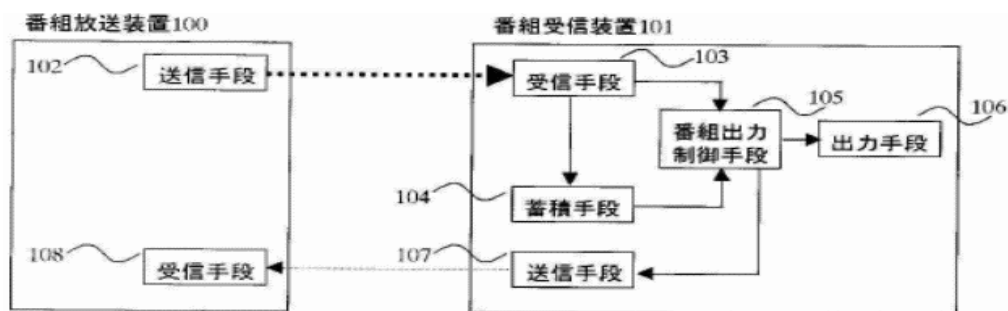 番組放送装置100
番組受信装置101
102
送信手段
受信手段
103
105
106
番組出力
制御手段
出力手段
104
蓄積手段
108
受信手段
107
送信手段